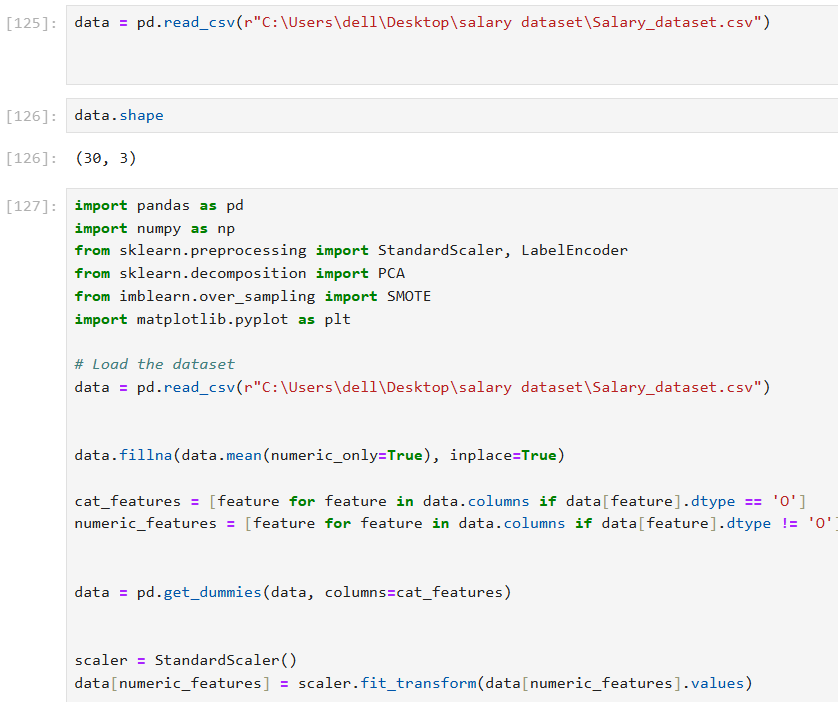 [125]: data = pd.read_csv(r"C:\Users\dell\Desktop\salary dataset\Salary_dataset.csv")
[126]: data.shape
[126]: (30, 3)
[127]: import pandas as pd
import numpy as np
from sklearn.preprocessing import StandardScaler, LabelEncoder
from sklearn.decomposition import PCA
from imblearn.over_sampling import SMOTE
import matplotlib.pyplot as plt
# Load the dataset
data = pd.read_csv(r"C:\Users\dell\Desktop\salary dataset\Salary_dataset.csv")
data.fillna(data.mean(numeric_only=True), inplace=True)
cat_features = [feature for feature in data.columns if data[feature].dtype == 'O']
numeric_features = [feature for feature in data.columns if data[feature].dtype != 'O']
data = pd.get_dummies(data, columns=cat_features)
scaler = StandardScaler()
data[numeric_features] = scaler.fit_transform(data[numeric_features].values)